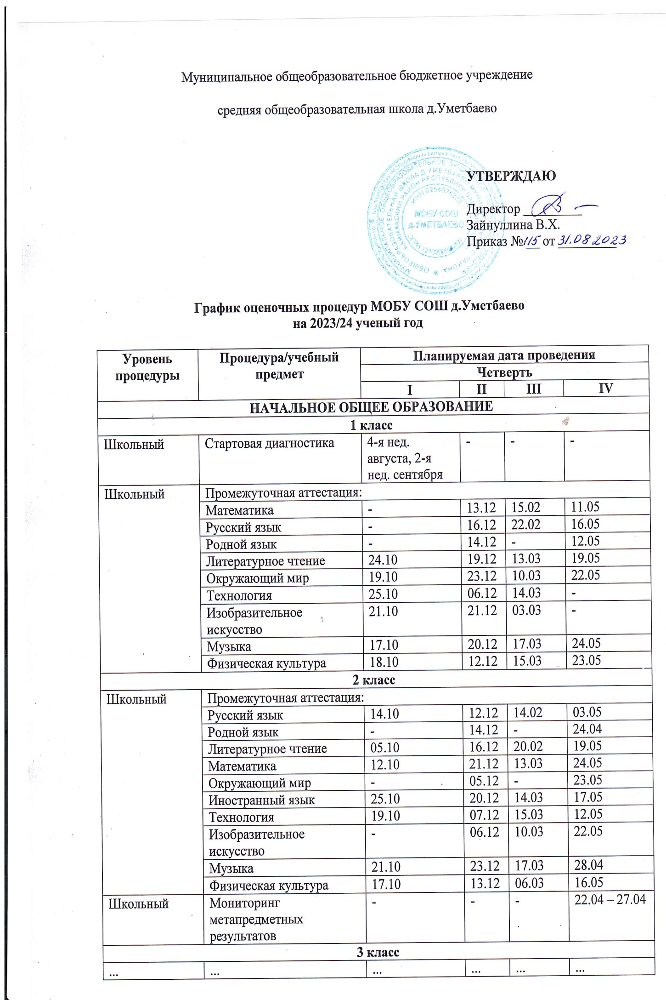 Муниципальное общеобразовательное бюджетное учреждение
средняя общеобразовательная школа д.Уметбаево
МОБУ СОШ
д.УМЕТБАЕВО
ИНН 0254028225
УТВЕРЖДАЮ
Директор
Зайнуллина В.Х.
Приказ №115 от 31.08.2023
График оценочных процедур МОБУ СОШ д.Уметбаево
на 2023/24 ученый год
Уровень процедуры Процедура/учебный предмет Планируемая дата проведения
Четверть
I II III IV
НАЧАЛЬНОЕ ОБЩЕЕ ОБРАЗОВАНИЕ
1 класс
Школьный Стартовая диагностика 4-я нед. - - -
августа, 2-я
нед. сентября
Школьный Промежуточная аттестация:
Математика - 13.12 15.02 11.05
Русский язык - 16.12 22.02 16.05
Родной язык - 14.12 - 12.05
Литературное чтение 24.10 19.12 13.03 19.05
Окружающий мир 19.10 23.12 10.03 22.05
Технология 25.10 06.12 14.03 -
Изобразительное 21.10 21.12 03.03 -
искусство
Музыка 17.10 20.12 17.03 24.05
Физическая культура 18.10 12.12 15.03 23.05
2 класс
Школьный Промежуточная аттестация:
Русский язык 14.10 12.12 14.02 03.05
Родной язык - 14.12 - 24.04
Литературное чтение 05.10 16.12 20.02 19.05
Математика 12.10 21.12 13.03 24.05
Окружающий мир - 05.12 - 23.05
Иностранный язык 25.10 20.12 14.03 17.05
Технология 19.10 07.12 15.03 12.05
Изобразительное - 06.12 10.03 22.05
искусство
Музыка 21.10 23.12 17.03 28.04
Физическая культура 17.10 13.12 06.03 16.05
Школьный Мониторинг - - - 22.04 – 27.04
метапредметных
результатов
3 класс
... ... ... ... ... ...